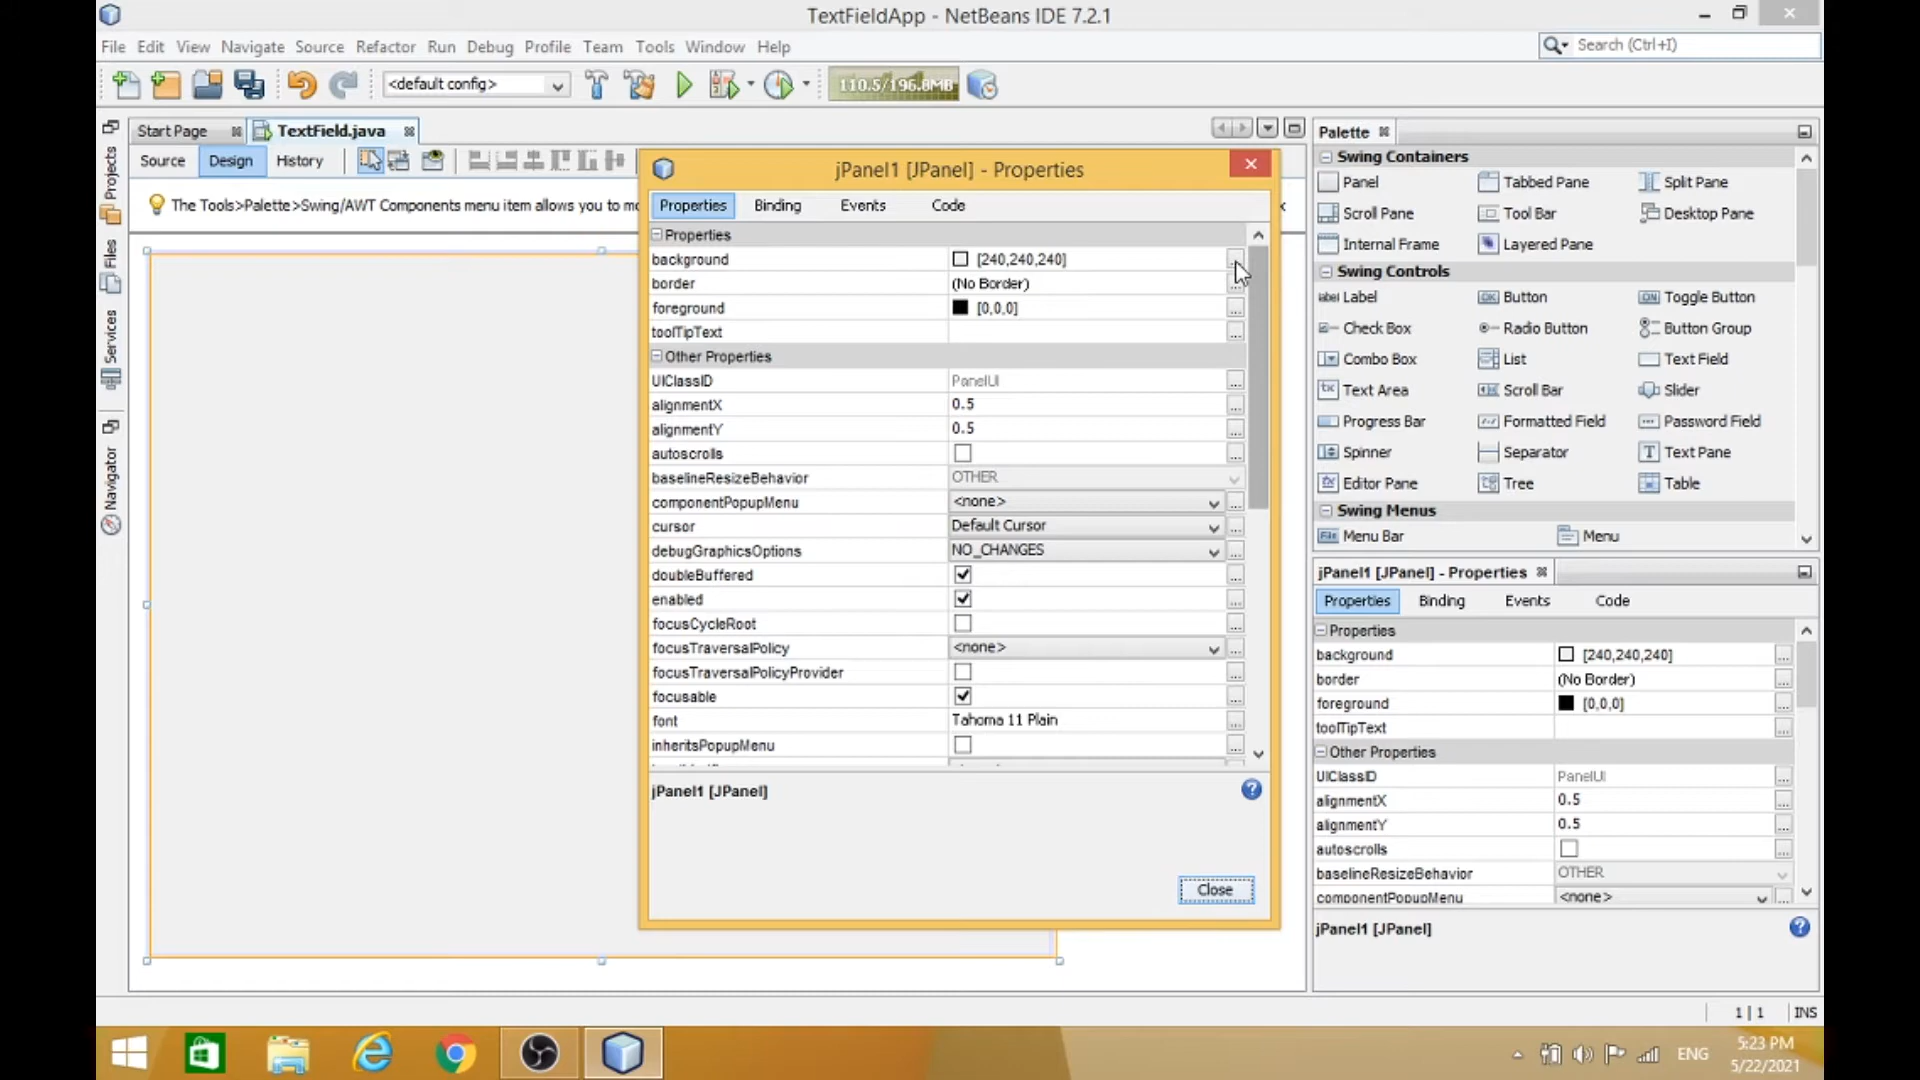 TextFieldApp - NetBeans IDE 7.2.1
File Edit View Navigate Source Refactor Run Debug Profile Team Tools Window Help
Search (Ctrl+I)
<default config>
110.5/196.8MB
Start Page
TextField.java
Source Design History
The Tools>Palette>Swing/AWT Components menu item allows you to mo
Projects
Files
Services
Navigator
jPanel1 [JPanel] - Properties
Properties Binding Events Code
Properties
background [240,240,240] ...
border (No Border) ...
foreground [0,0,0] ...
toolTipText ...
Other Properties
UIClassID PanelUI ...
alignmentX 0.5 ...
alignmentY 0.5 ...
autoscrolls ...
baselineResizeBehavior OTHER
componentPopupMenu <none> ...
cursor Default Cursor ...
debugGraphicsOptions NO_CHANGES ...
doubleBuffered ...
enabled ...
focusCycleRoot ...
focusTraversalPolicy <none> ...
focusTraversalPolicyProvider ...
focusable ...
font Tahoma 11 Plain ...
inheritsPopupMenu ...
jPanel1 [JPanel]
Close
Palette
Swing Containers
Panel Tabbed Pane Split Pane
Scroll Pane Tool Bar Desktop Pane
Internal Frame Layered Pane
Swing Controls
label Label OK Button ON Toggle Button
Check Box Radio Button Button Group
Combo Box List Text Field
Text Area Scroll Bar Slider
Progress Bar Formatted Field Password Field
Spinner Separator Text Pane
Editor Pane Tree Table
Swing Menus
File Menu Bar Menu
jPanel1 [JPanel] - Properties
Properties Binding Events Code
Properties
background [240,240,240] ...
border (No Border) ...
foreground [0,0,0] ...
toolTipText ...
Other Properties
UIClassID PanelUI ...
alignmentX 0.5 ...
alignmentY 0.5 ...
autoscrolls ...
baselineResizeBehavior OTHER
componentPopupMenu <none> ...
jPanel1 [JPanel]
1 | 1 INS
ENG
5:23 PM
5/22/2021